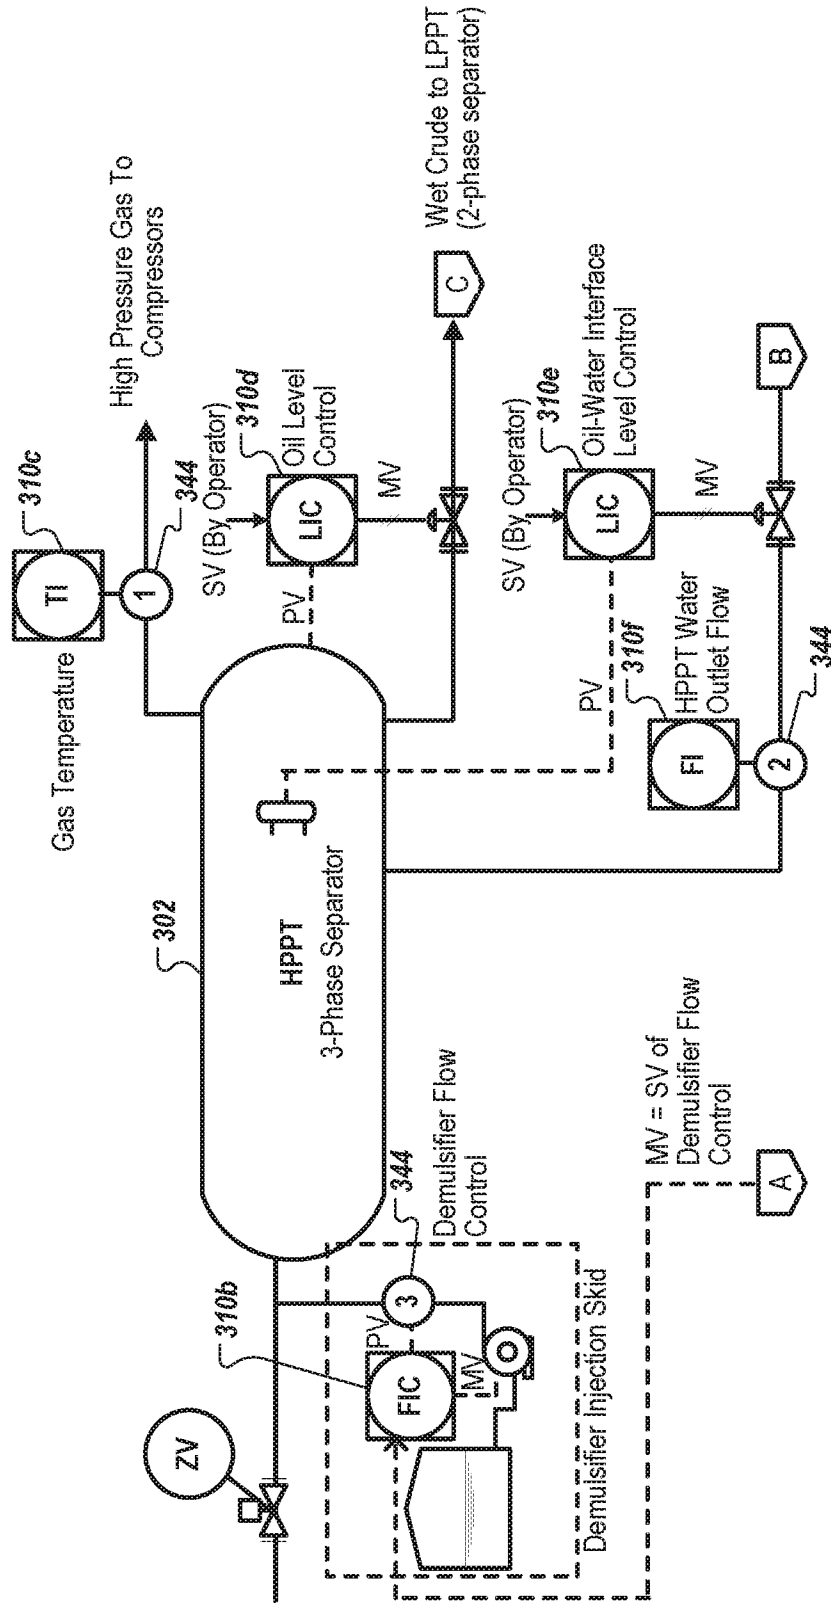 ZV
310b
PV
FIC
MV
3
344
Demulsifier Flow
Control
Demulsifier Injection Skid
MV = SV of
Demulsifier Flow
Control
A
302
HPPT
3-Phase Separator
Gas Temperature
TI
310c
1
344
High Pressure Gas To
Compressors
SV (By Operator)
PV
LIC
310d
Oil Level
Control
MV
Wet Crude to LPPT
(2-phase separator)
C
SV (By Operator)
PV
LIC
310e
Oil-Water Interface
Level Control
MV
310f
HPPT Water
Outlet Flow
FI
2
344
B